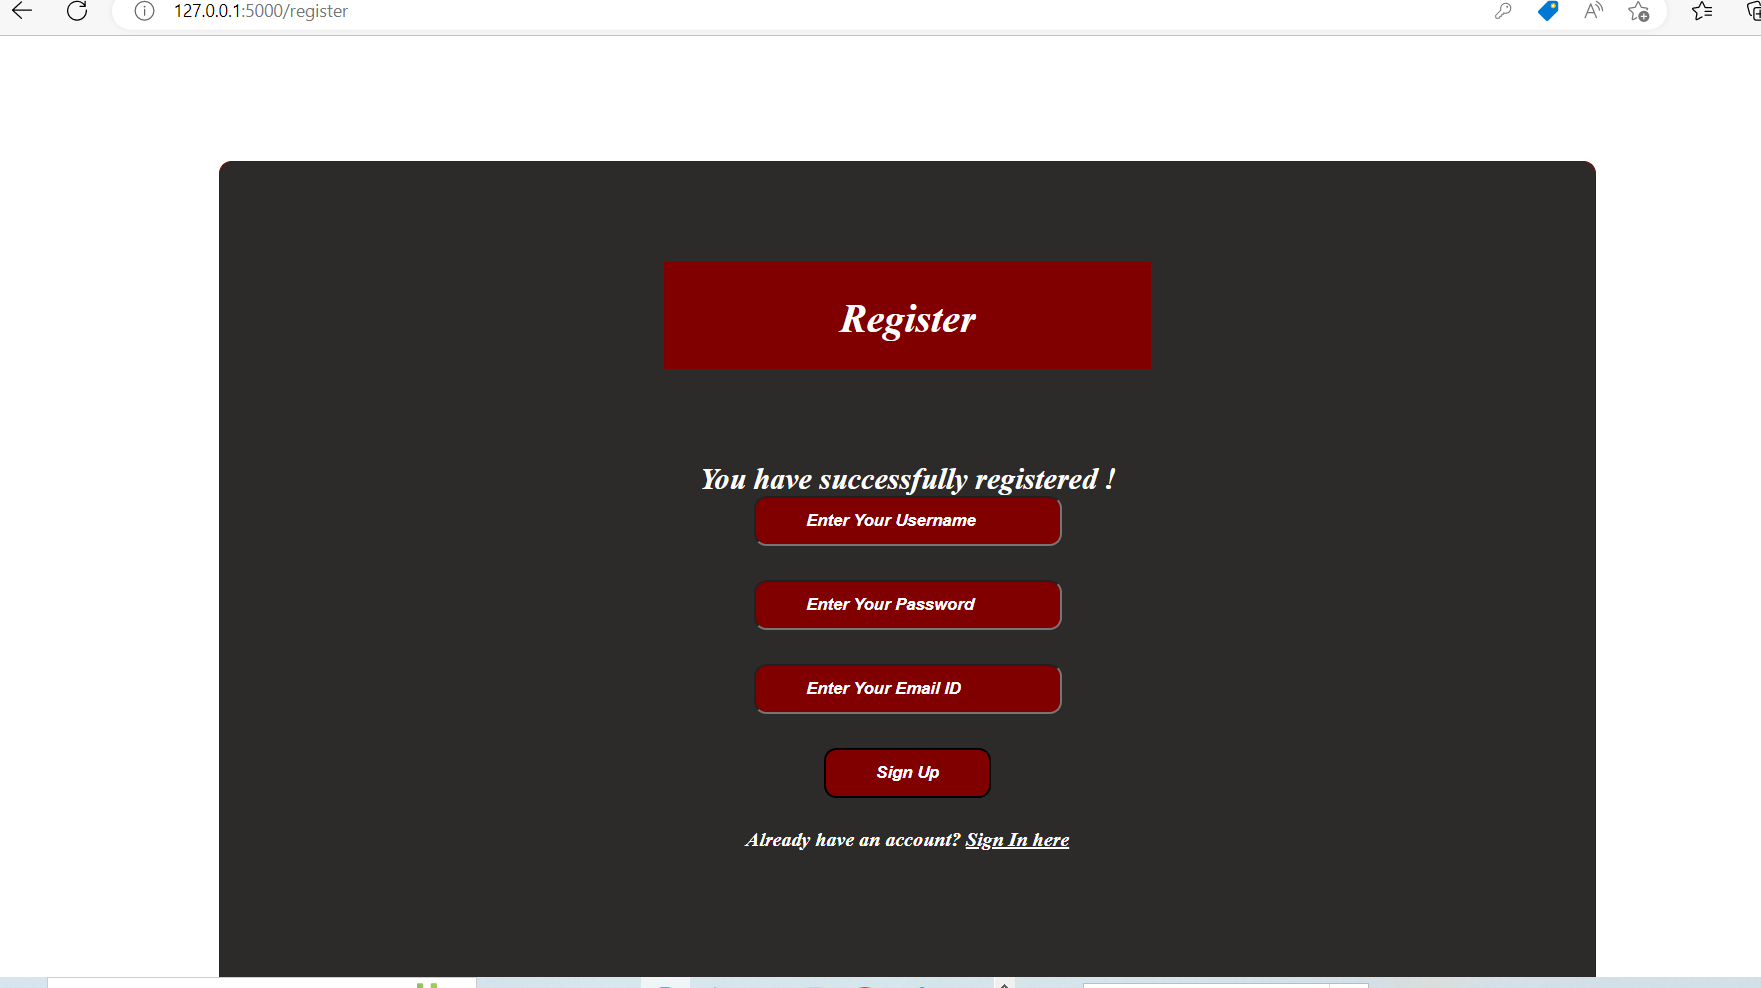 127.0.0.1:5000/register
Register
You have successfully registered !
Enter Your Username
Enter Your Password
Enter Your Email ID
Sign Up
Already have an account? Sign In here